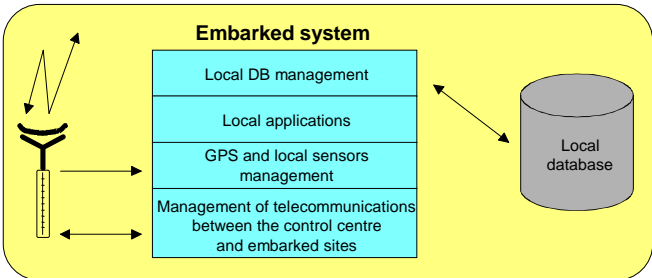 Embarked system
Local DB management
Local applications
GPS and local sensors
management
Management of telecommunications
between the control centre
and embarked sites
Local
database